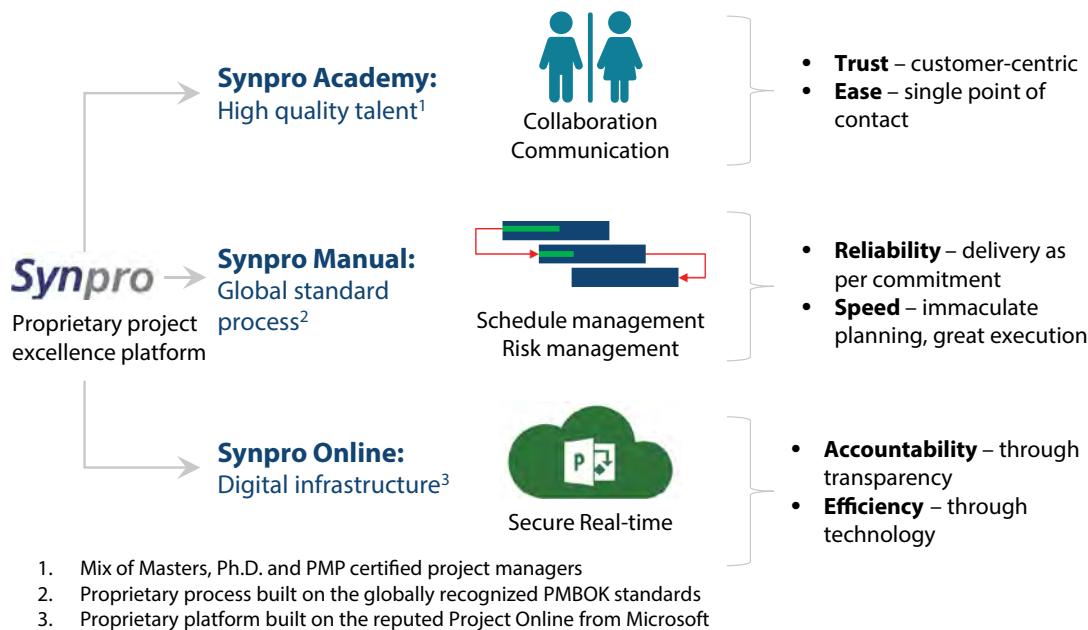 Synpro Academy:
High quality talent1
Collaboration
Communication
• Trust – customer-centric
• Ease – single point of
contact
Synpro
Proprietary project
excellence platform
Synpro Manual:
Global standard
process2
Schedule management
Risk management
• Reliability – delivery as
per commitment
• Speed – immaculate
planning, great execution
Synpro Online:
Digital infrastructure3
P
Secure Real-time
• Accountability – through
transparency
• Efficiency – through
technology
1. Mix of Masters, Ph.D. and PMP certified project managers
2. Proprietary process built on the globally recognized PMBOK standards
3. Proprietary platform built on the reputed Project Online from Microsoft